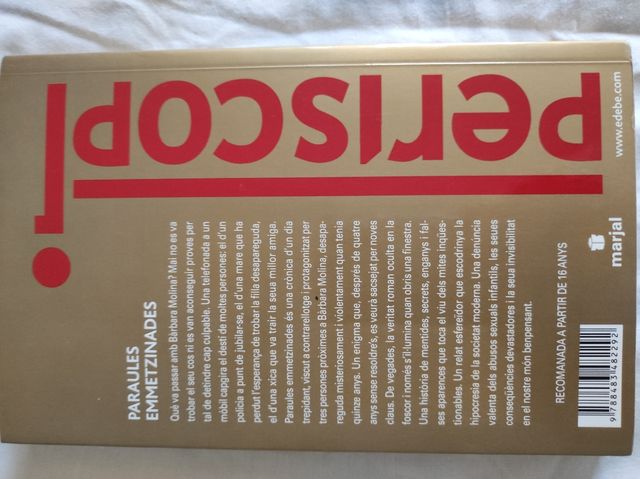 PERISCOPI
PARAULES
EMMETZINADES
Què va passar amb Bàrbara Molina? Mai no es va
trobar el seu cos ni es van aconseguir proves per
tal de detindre cap culpable. Una telefonada a un
mòbil capgira el destí de moltes persones: el d'un
policia a punt de jubilar-se, el d'una mare que ha
perdut l'esperança de trobar la filla desapareguda,
el d'una xica que va trair la seua millor amiga.
Paraules emmetzinades és una crònica d'un dia
trepidant, viscut a contrarellotge i protagonitzat per
tres persones pròximes a Bàrbara Molina, desapa-
reguda misteriosament i violentament quan tenia
quinze anys. Un enigma que, després de quatre
anys sense resoldre's, es veurà sacsejat per noves
claus. De vegades, la veritat roman oculta en la
foscor i només s'il·lumina quan obris una finestra.
Una història de mentides, secrets, enganys i fal-
ses aparences que toca al viu dels mites inqües-
tionables. Un relat esfereïdor que escodrinya la
hipocresia de la societat moderna. Una denúncia
valenta dels abusos sexuals infantils, les seues
conseqüències devastadores i la seua invisibilitat
en el nostre món benpensant.
RECOMANADA A PARTIR DE 16 ANYS
9 788483 482292
marjal
www.edebe.com